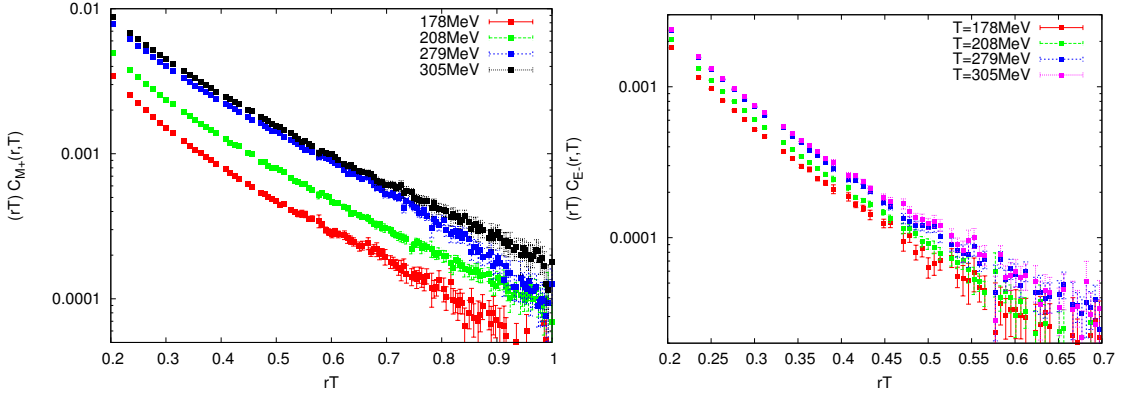 0.01
0.001
0.0001
(rT) C_{M+}(r,T)
178MeV
208MeV
279MeV
305MeV
0.2 0.3 0.4 0.5 0.6 0.7 0.8 0.9 1
rT
0.001
0.0001
(rT) C_{E-}(r,T)
T=178MeV
T=208MeV
T=279MeV
T=305MeV
0.2 0.25 0.3 0.35 0.4 0.45 0.5 0.55 0.6 0.65 0.7
rT